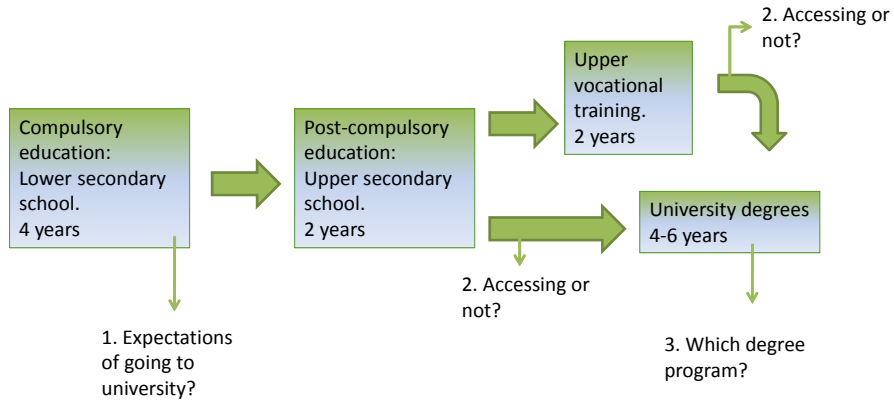 2. Accessing or
not?
Upper
vocational
training.
2 years
Compulsory
education:
Lower secondary
school.
4 years
Post-compulsory
education:
Upper secondary
school.
2 years
University degrees
4-6 years
2. Accessing or
not?
1. Expectations
of going to
university?
3. Which degree
program?